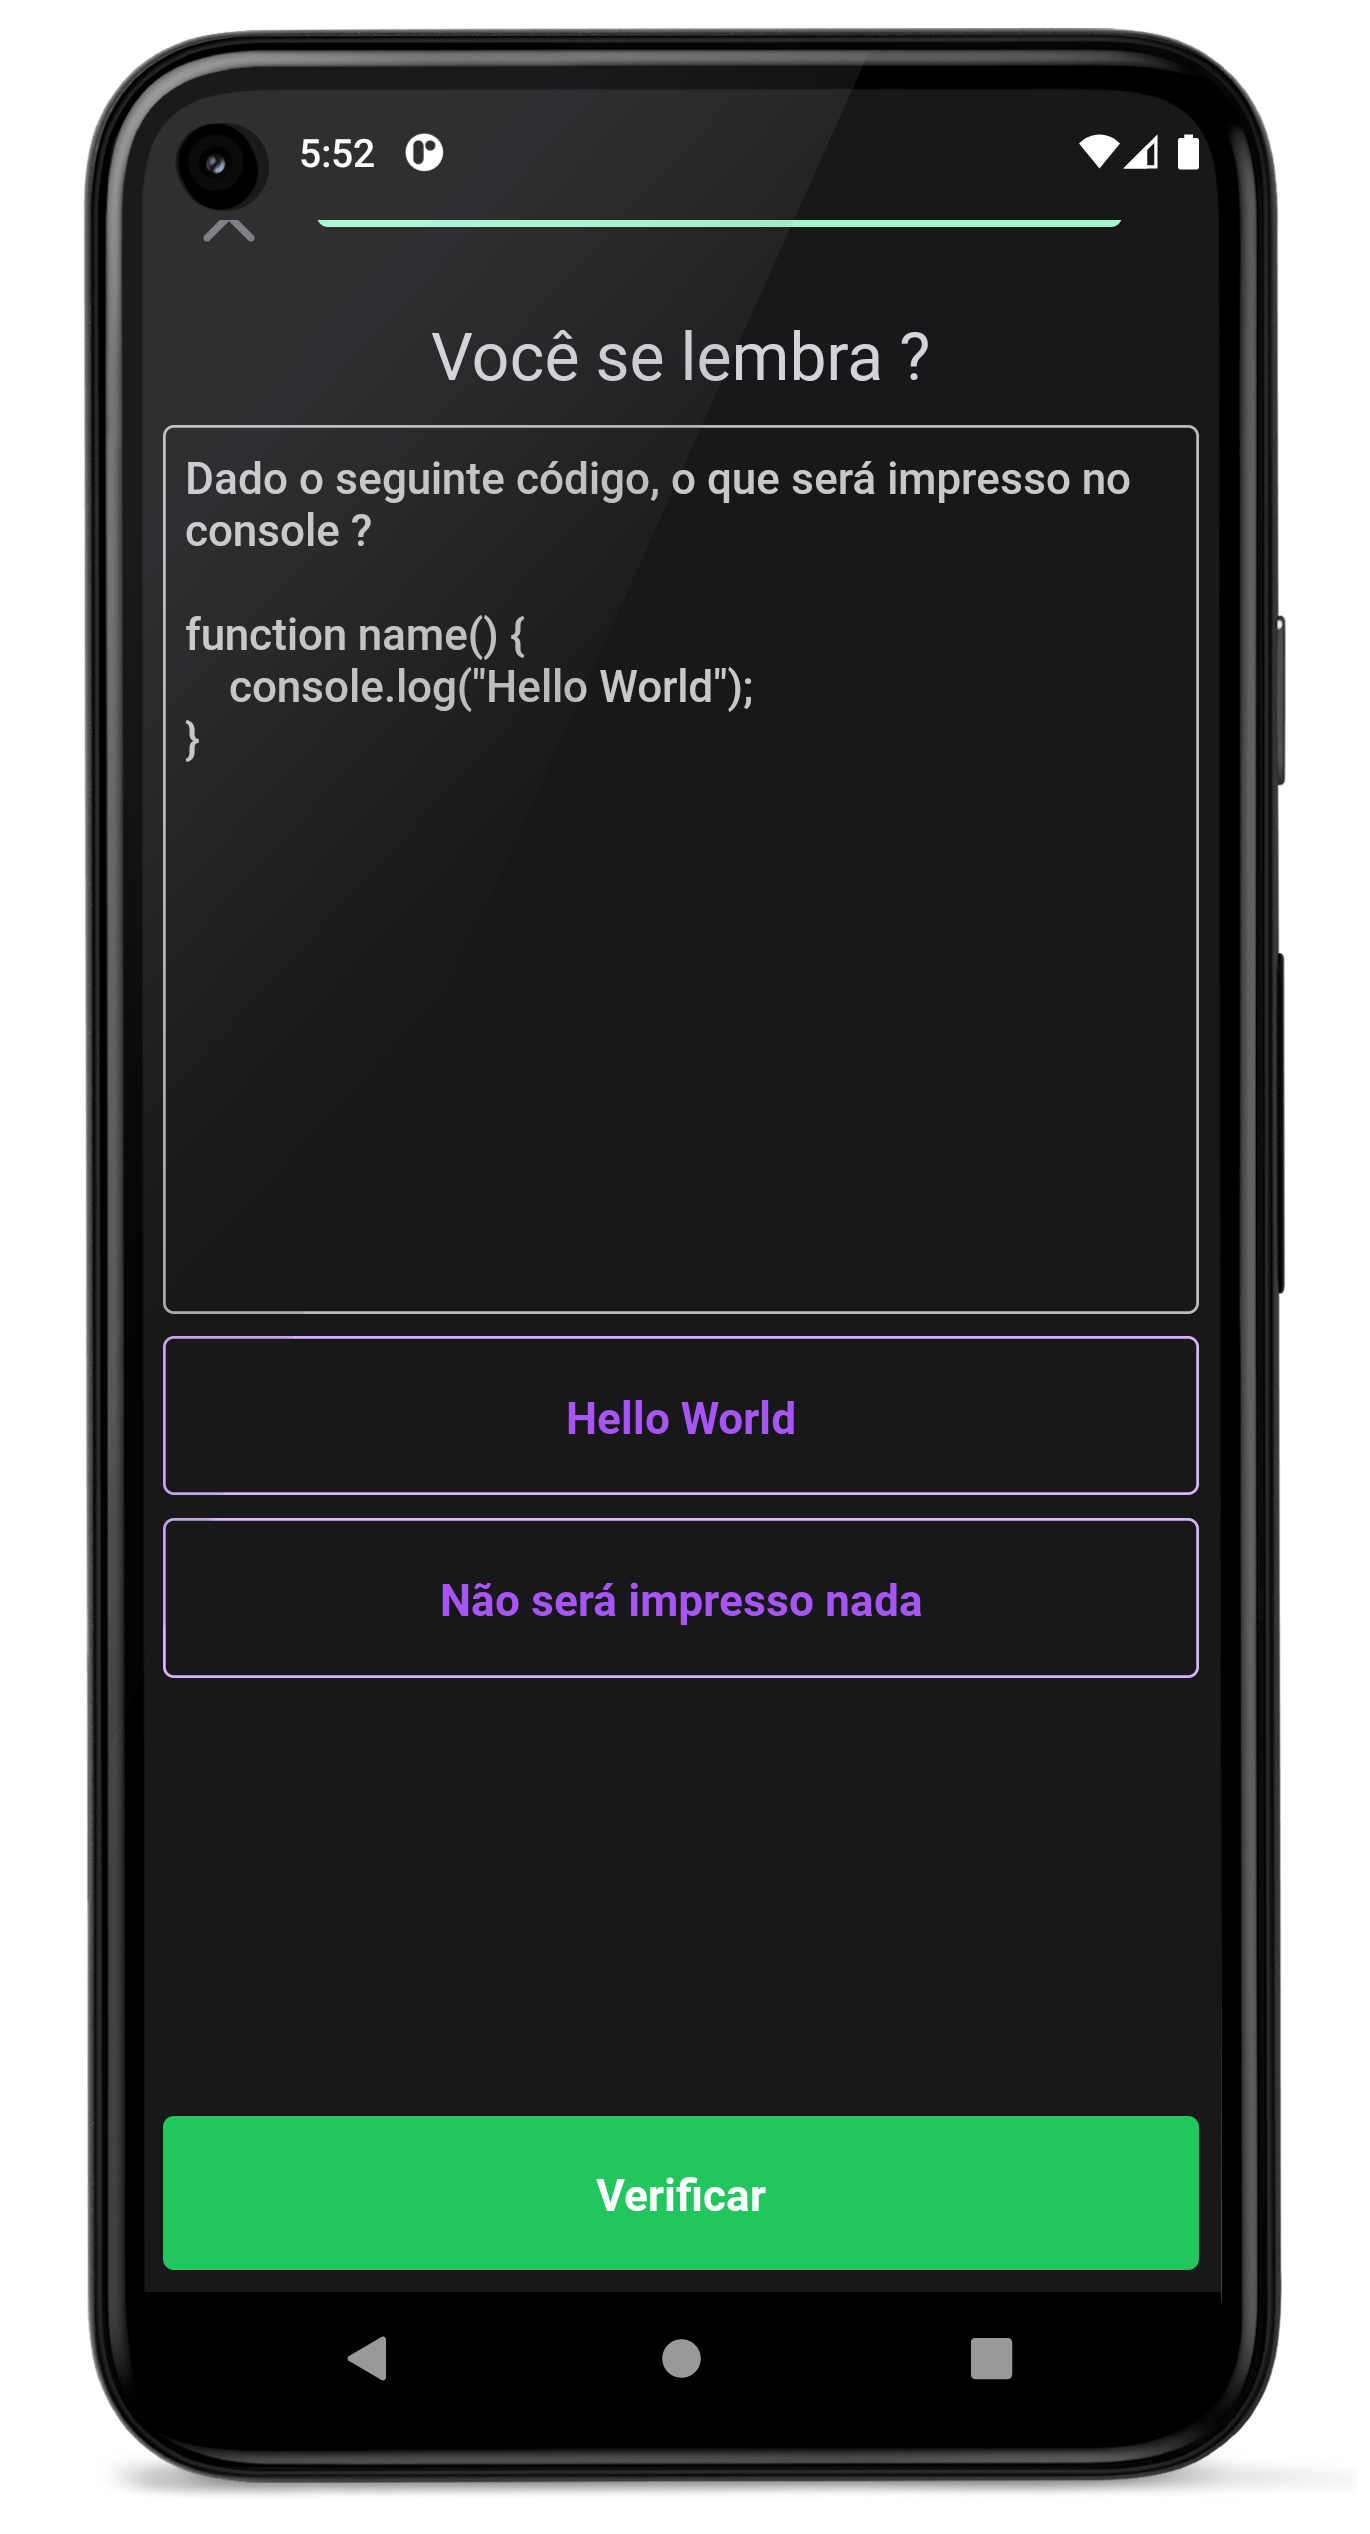 5:52
Você se lembra ?
Dado o seguinte código, o que será impresso no
console ?
function name() {
    console.log("Hello World");
}
Hello World
Não será impresso nada
Verificar